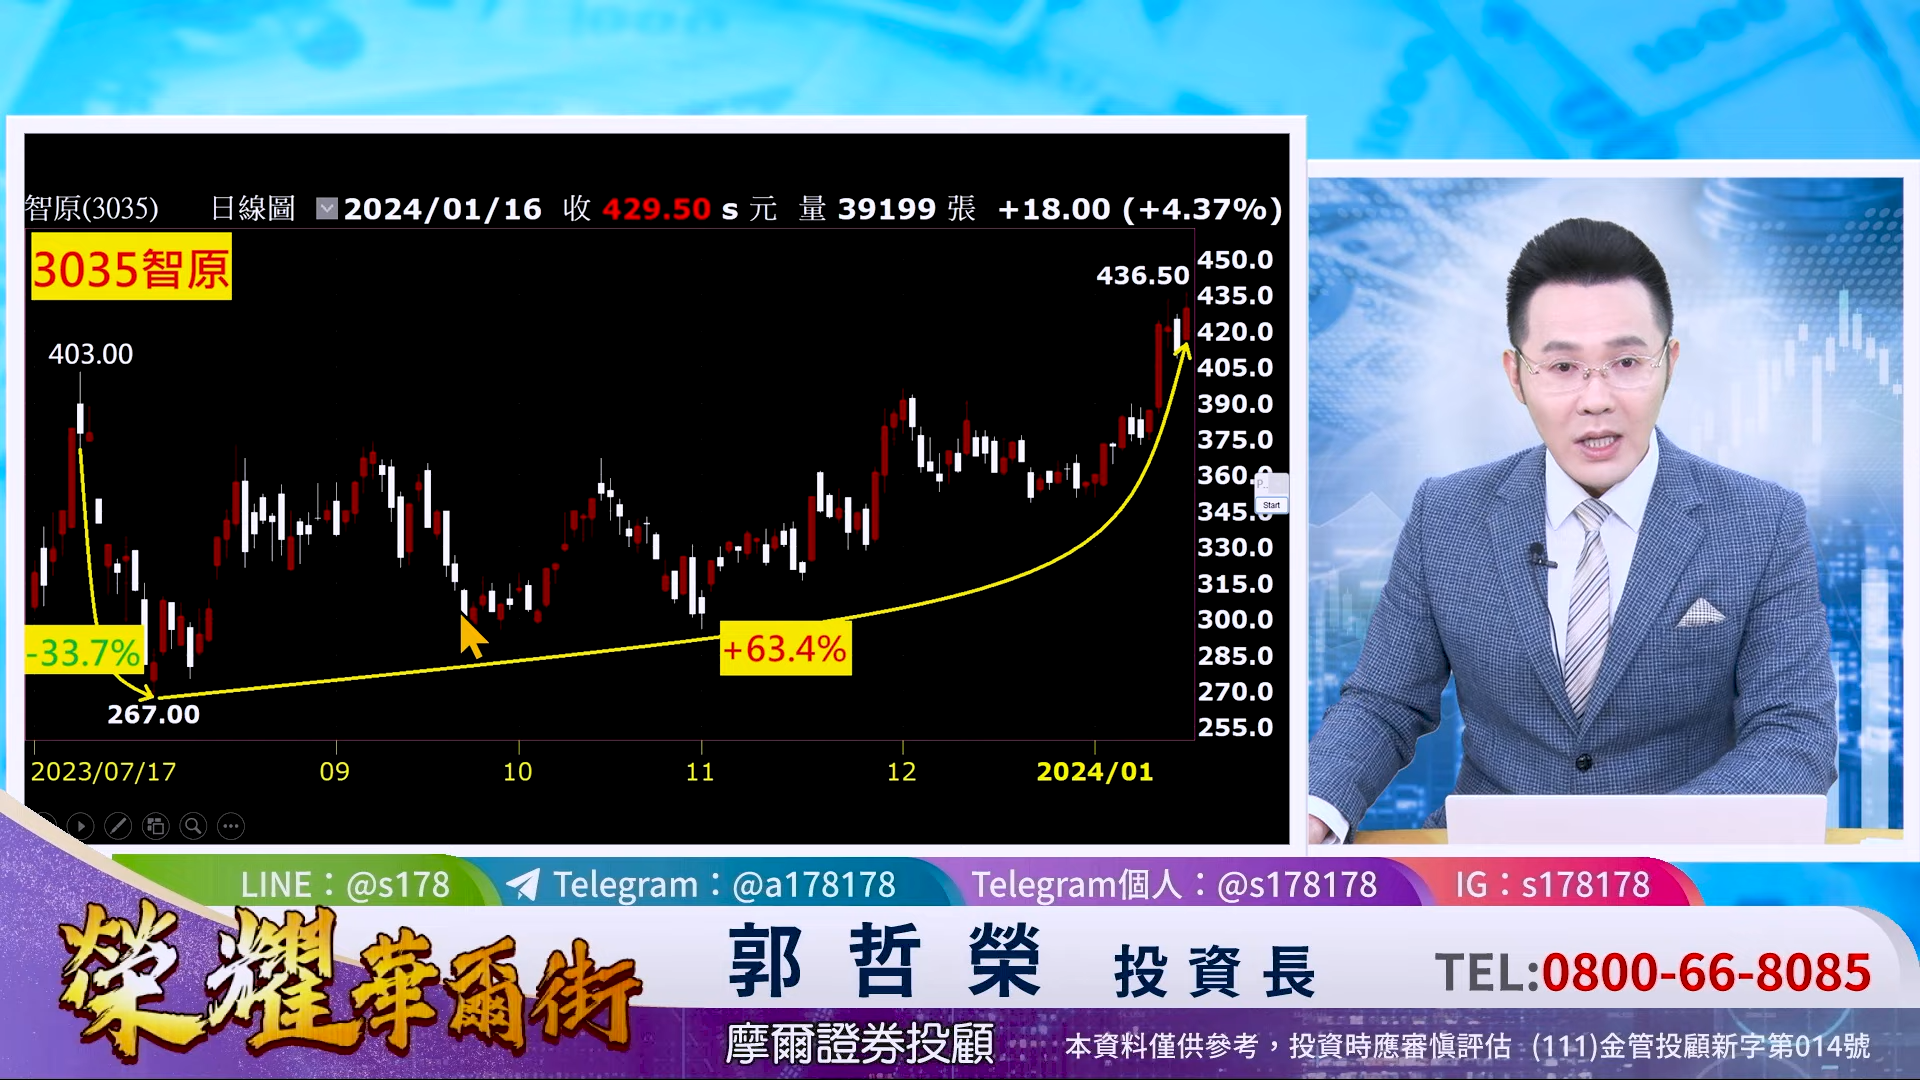 智原(3035) 日線圖 2024/01/16 收 429.50 s 元 量 39199 張 +18.00 (+4.37%)
3035智原
436.50
403.00
450.0
435.0
420.0
405.0
390.0
375.0
360.0
345.0
330.0
315.0
300.0
285.0
270.0
255.0
Start
-33.7%
+63.4%
267.00
2023/07/17 09 10 11 12 2024/01
LINE：@s178 Telegram：@a178178 Telegram個人：@s178178 IG：s178178
榮耀華爾街
郭哲榮 投資長
TEL:0800-66-8085
摩爾證券投顧
本資料僅供參考，投資時應審慎評估 (111)金管投顧新字第014號